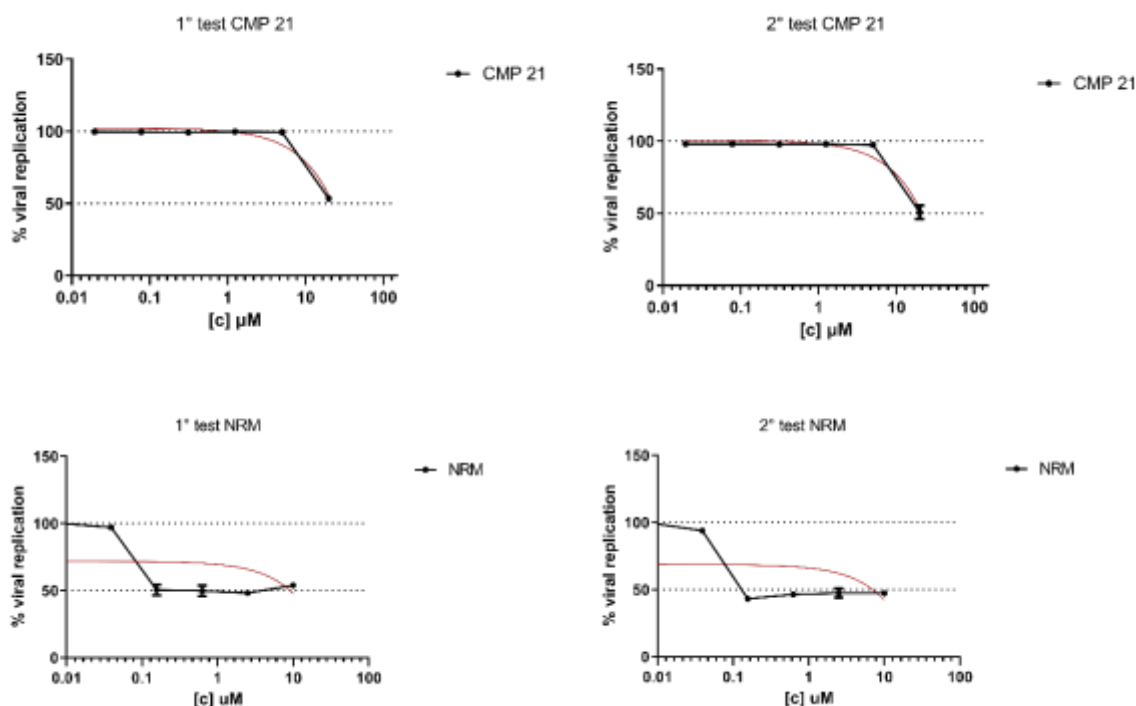 1° test CMP 21
CMP 21
% viral replication
150
100
50
0
0.01 0.1 1 10 100
[c] µM
2° test CMP 21
CMP 21
% viral replication
150
100
50
0
0.01 0.1 1 10 100
[c] µM
1° test NRM
NRM
% viral replication
150
100
50
0
0.01 0.1 1 10 100
[c] uM
2° test NRM
NRM
% viral replication
150
100
50
0
0.01 0.1 1 10 100
[c] uM